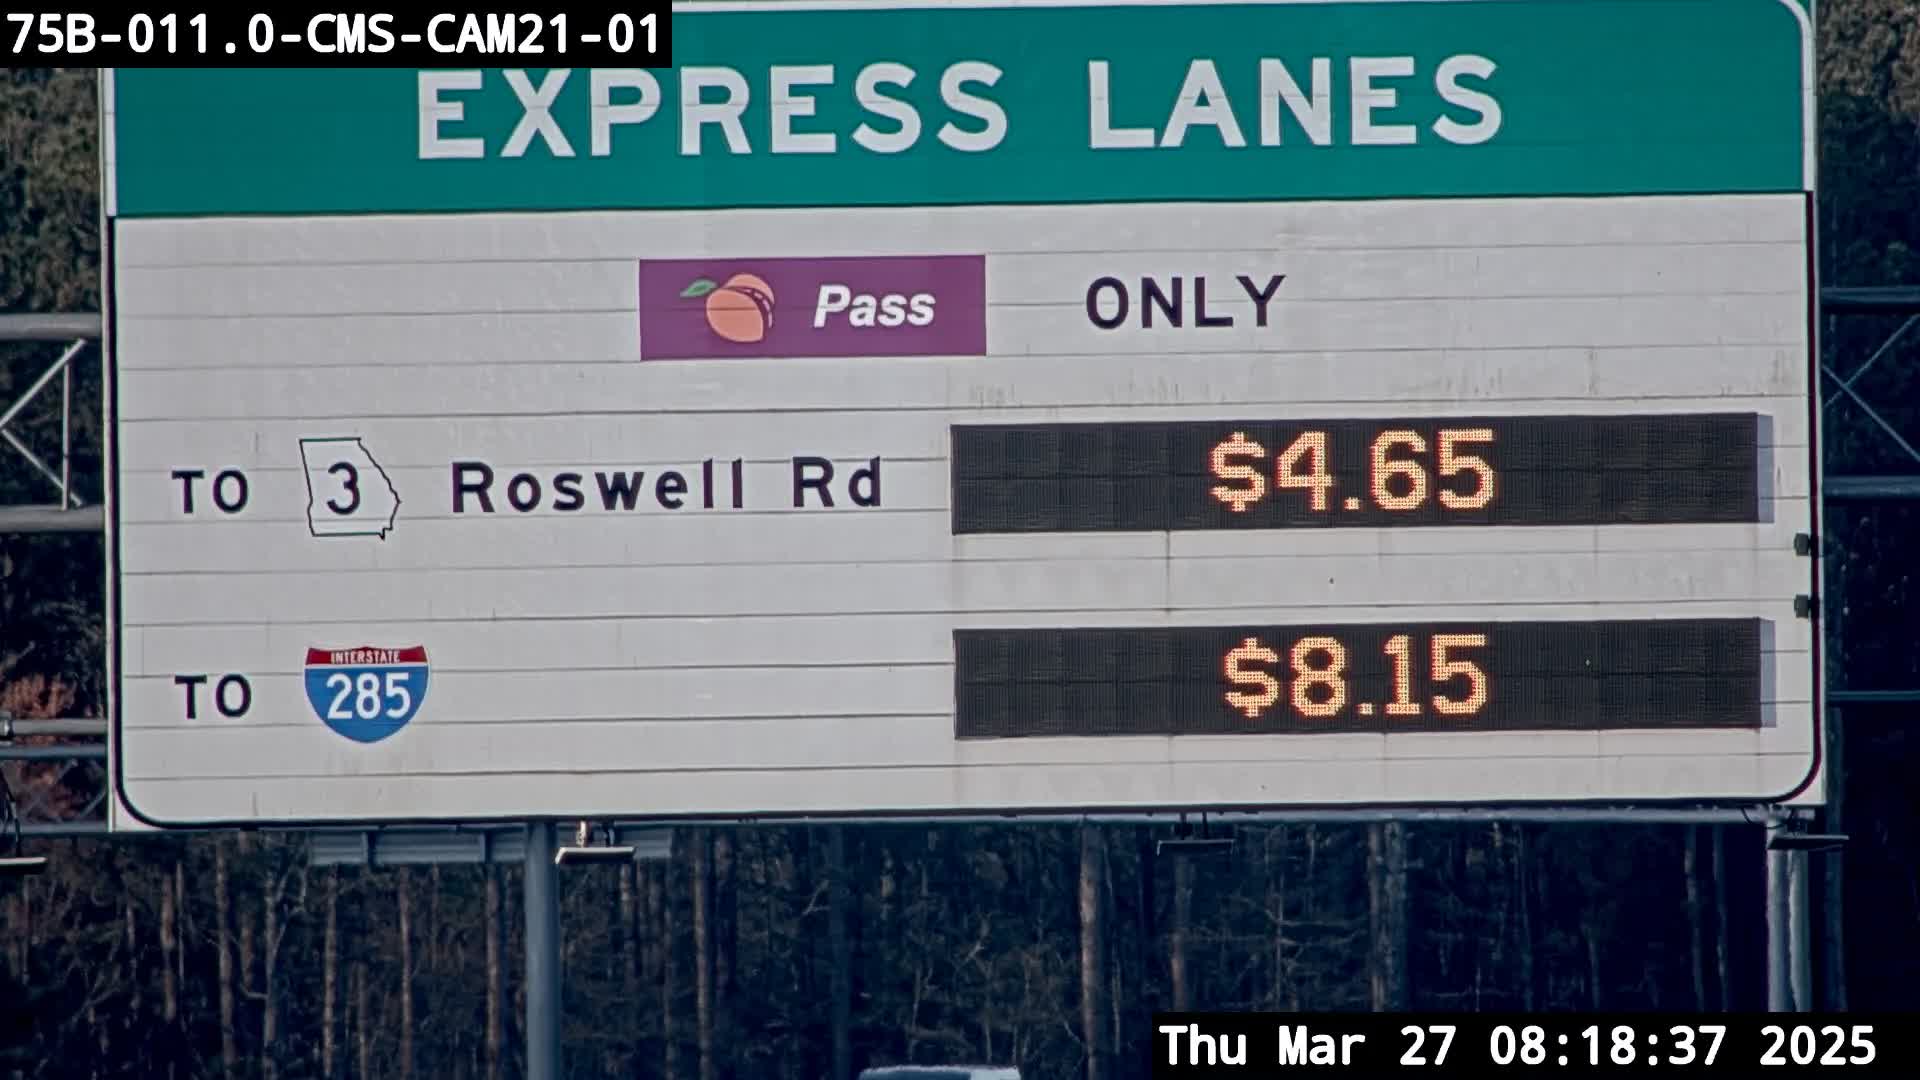 75B-011.0-CMS-CAM21-01
EXPRESS LANES
Pass ONLY
TO 3 Roswell Rd $4.65
INTERSTATE
TO 285 $8.15
Thu Mar 27 08:18:37 2025